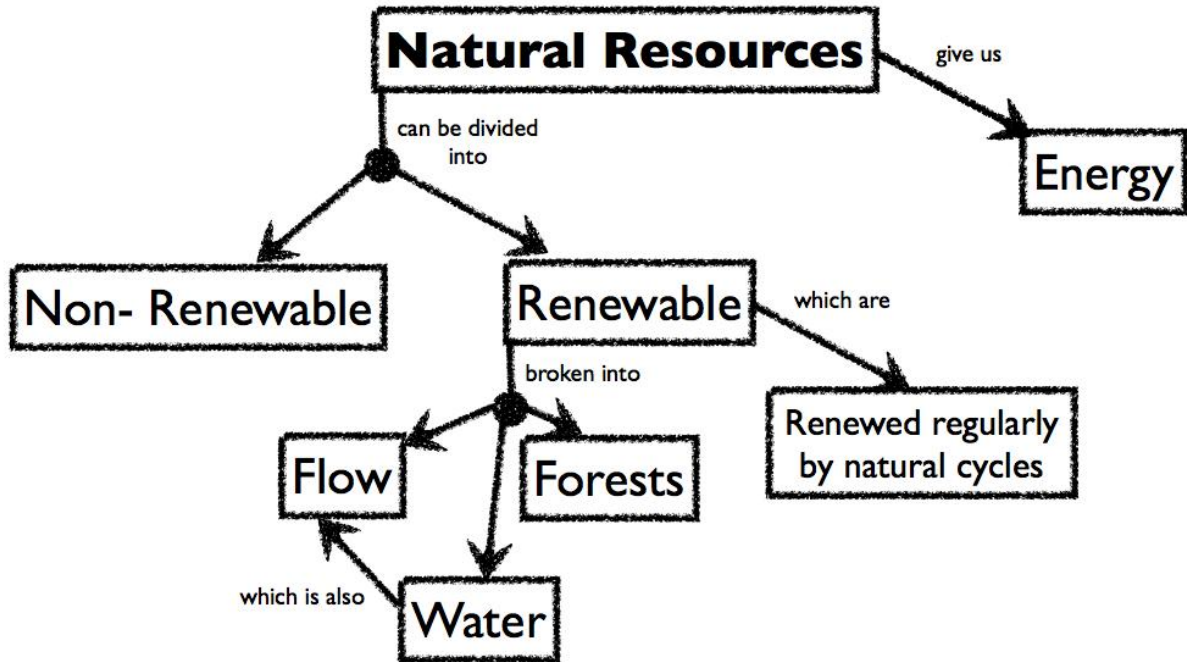 Natural Resources
give us
can be divided
into
Energy
Non- Renewable
Renewable
which are
broken into
Renewed regularly
by natural cycles
Flow
Forests
which is also
Water